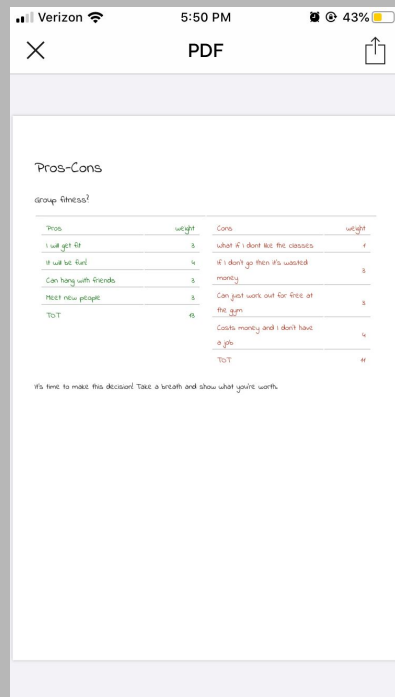 Verizon 5:50 PM 43%
PDF
Pros-Cons
Group fitness?
Pros weight
I will get fit 3
It will be fun! 4
Can hang with friends 3
Meet new people 3
TOT 13
Cons weight
what if I dont like the classes 1
If I don't go then it's wasted
money 3
Can just work out for free at
the gym 3
Costs money and I don't have
a job 4
TOT 11
It's time to make this decision! Take a breath and show what you're worth.